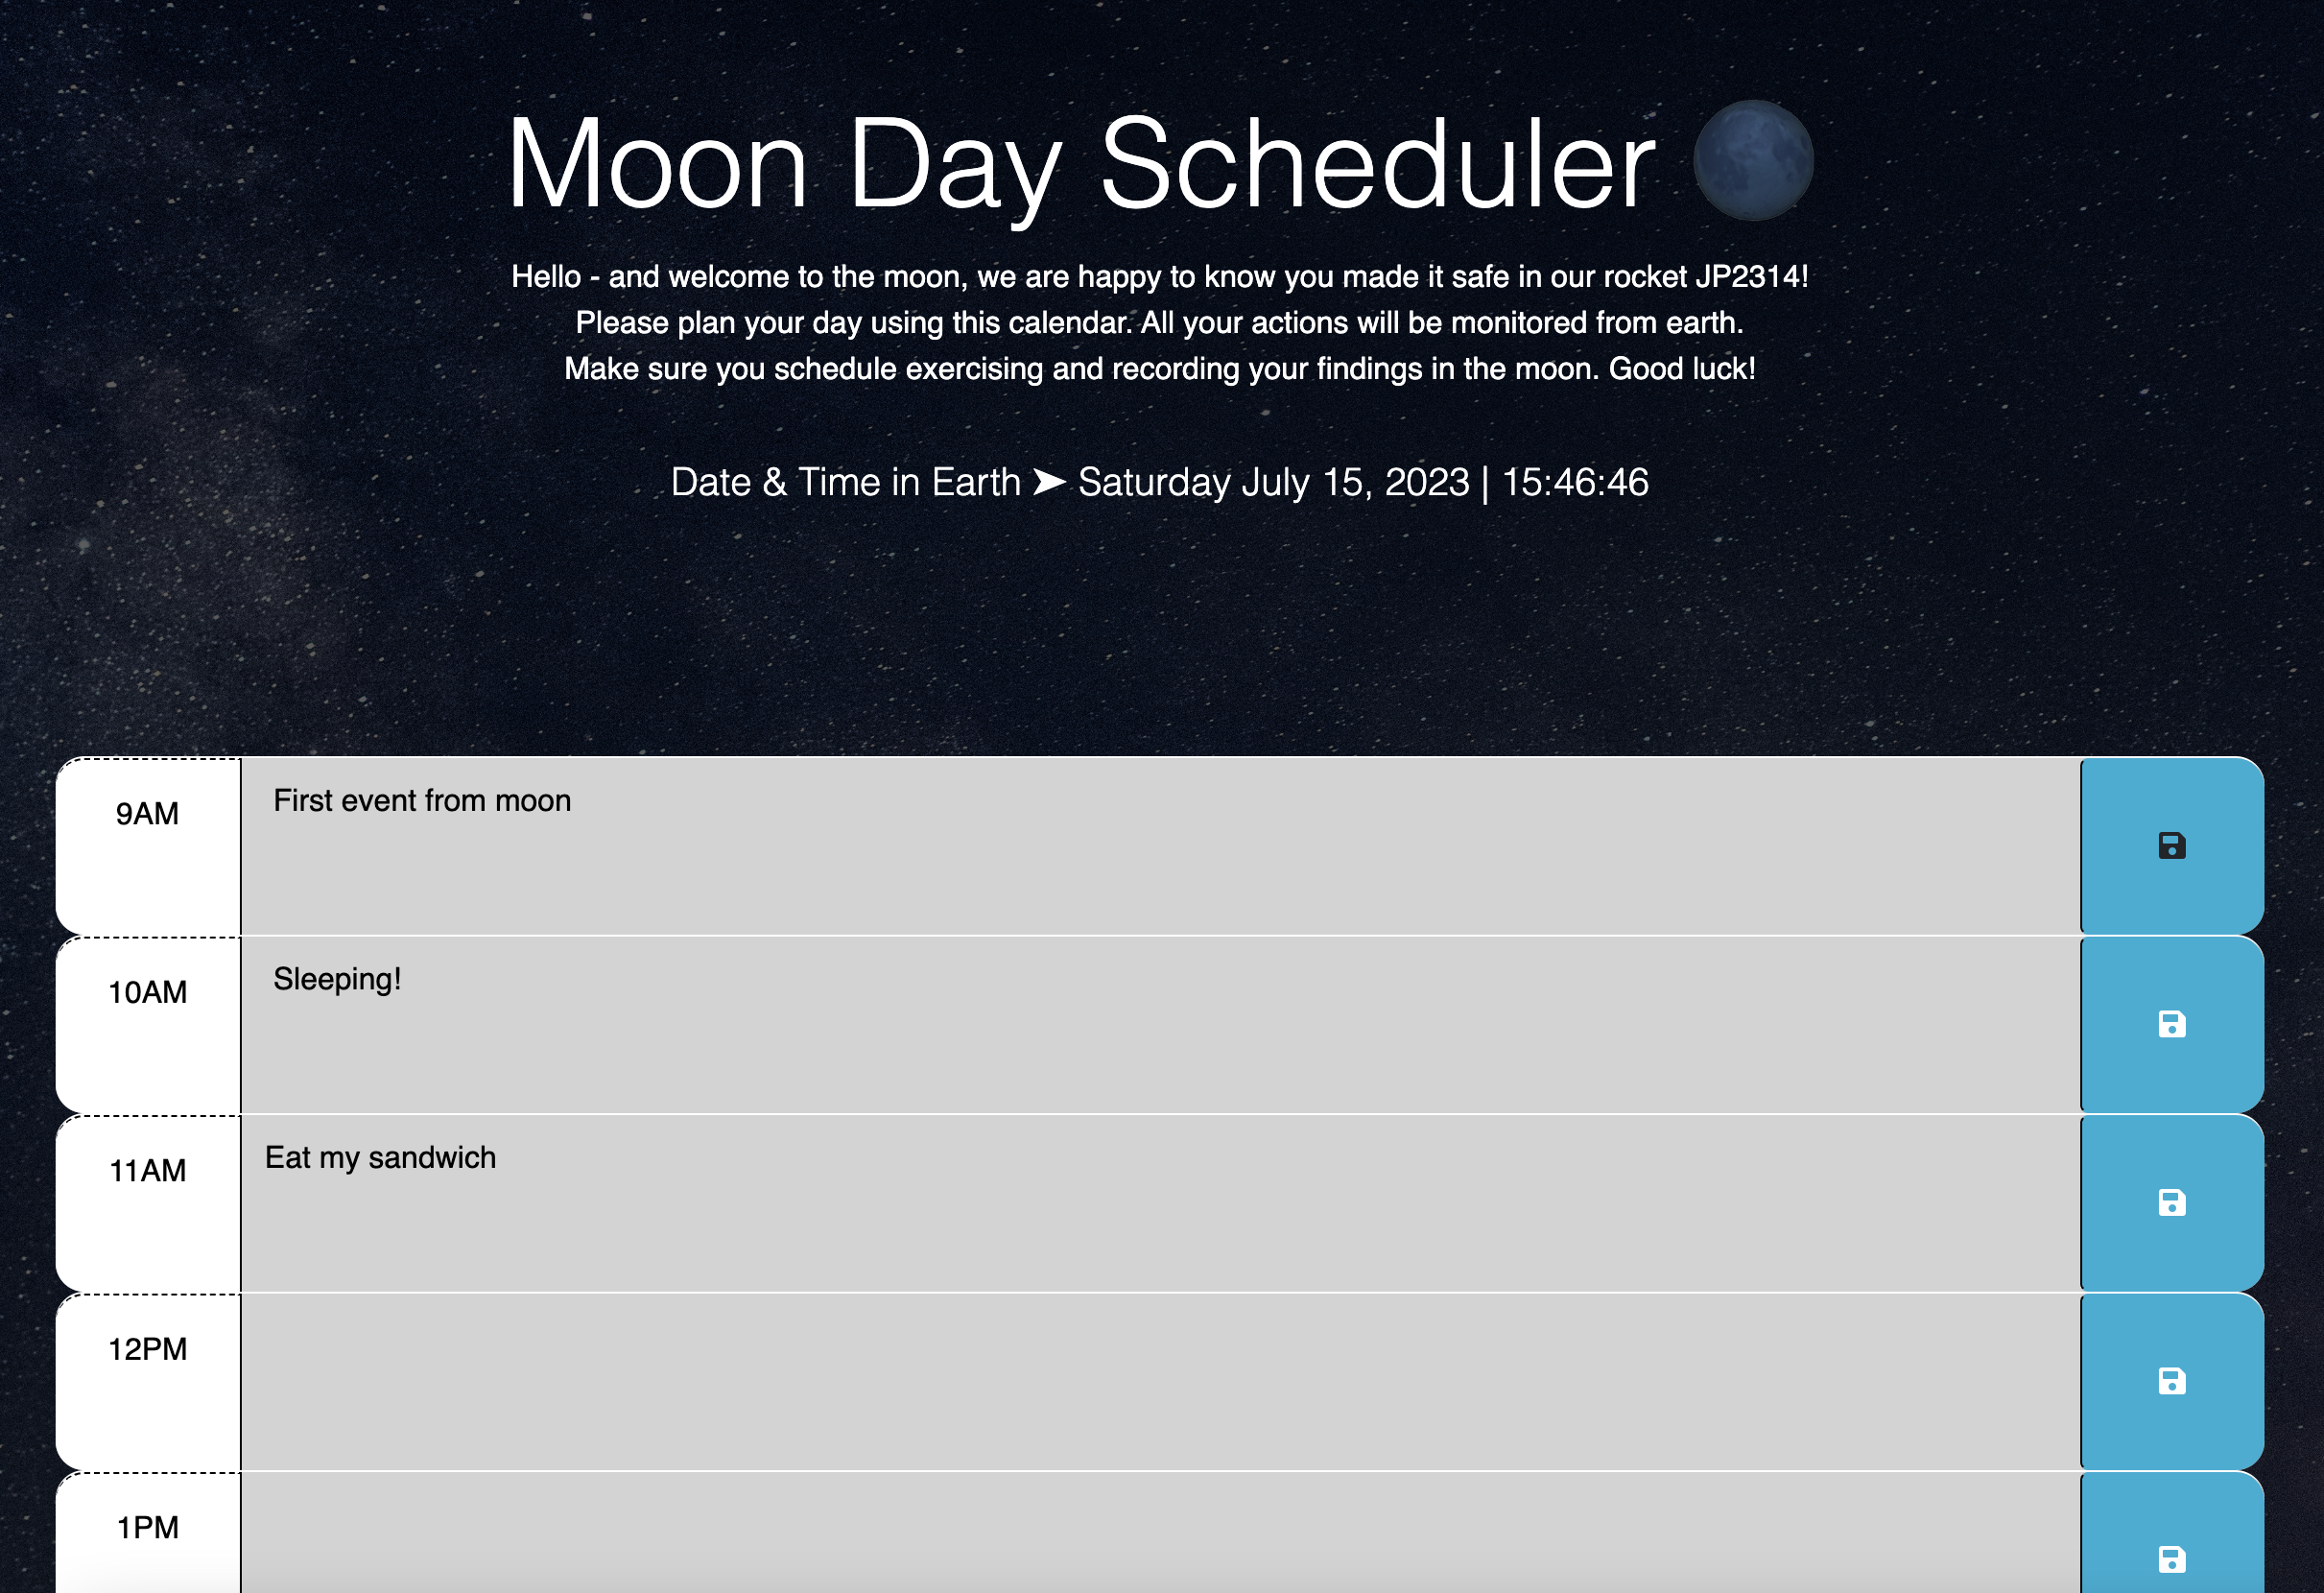 Moon Day Scheduler 🌑
Hello - and welcome to the moon, we are happy to know you made it safe in our rocket JP2314!
Please plan your day using this calendar. All your actions will be monitored from earth.
Make sure you schedule exercising and recording your findings in the moon. Good luck!
Date & Time in Earth ➤ Saturday July 15, 2023 | 15:46:46
9AM
First event from moon
10AM
Sleeping!
11AM
Eat my sandwich
12PM
1PM